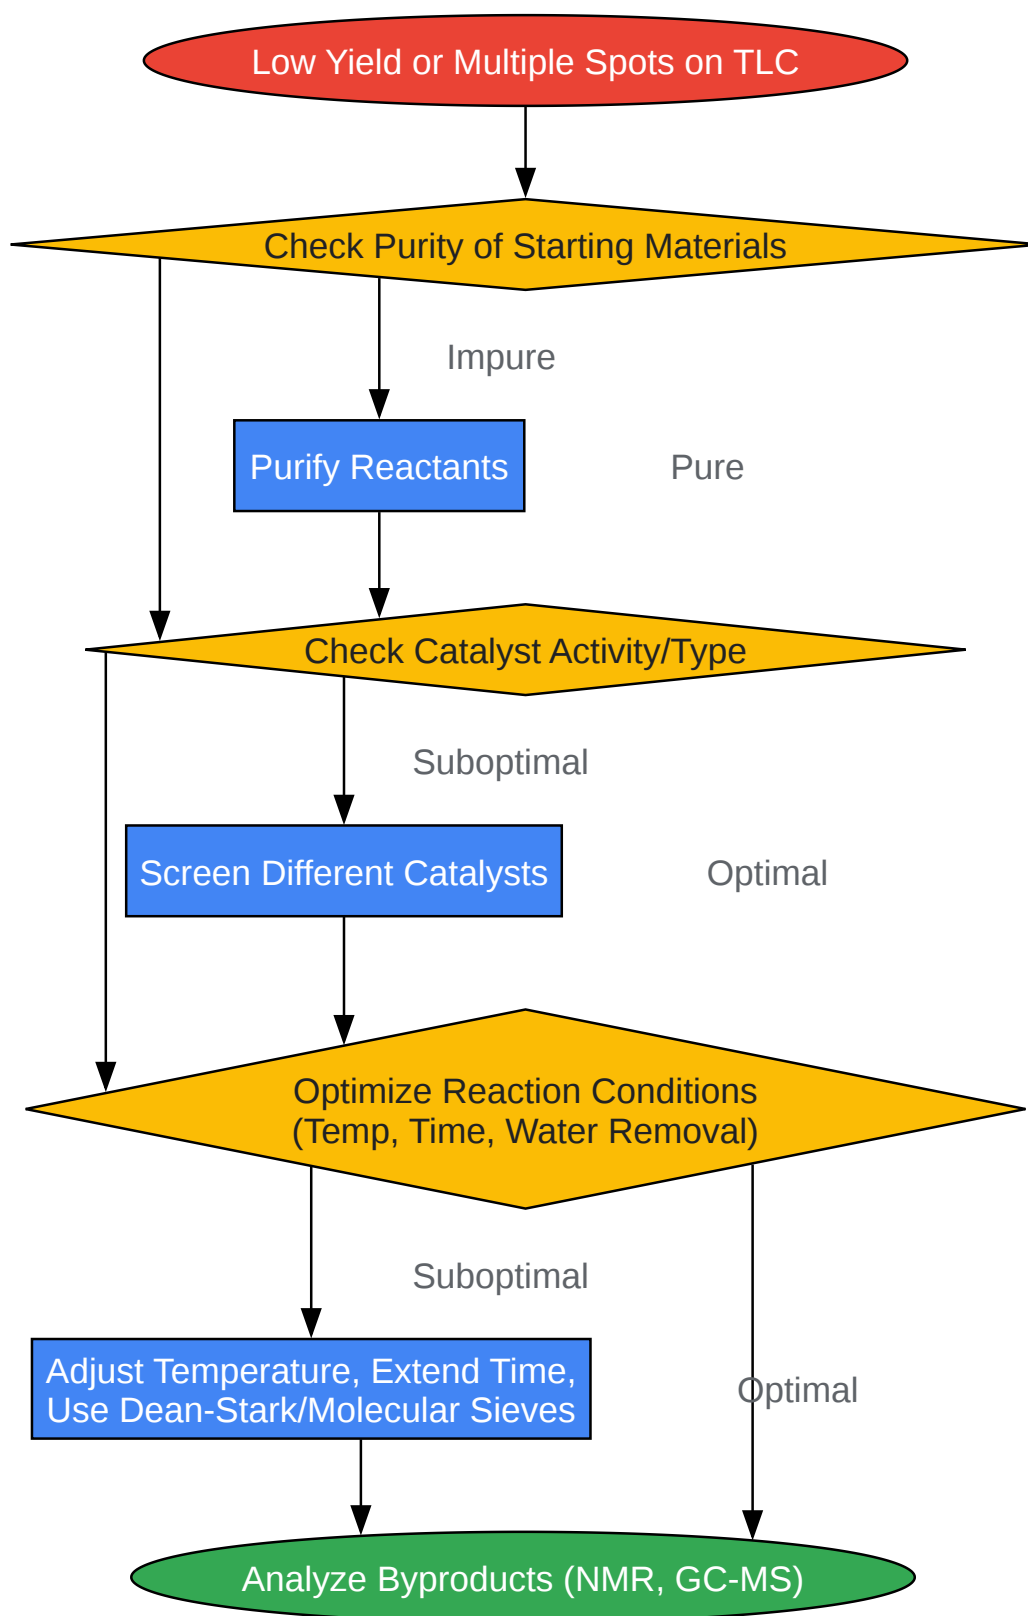 Low Yield or Multiple Spots on TLC
Check Purity of Starting Materials
Impure
Purify Reactants
Pure
Check Catalyst Activity/Type
Suboptimal
Screen Different Catalysts
Optimal
Optimize Reaction Conditions
(Temp, Time, Water Removal)
Suboptimal
Adjust Temperature, Extend Time,
Use Dean-Stark/Molecular Sieves
Optimal
Analyze Byproducts (NMR, GC-MS)